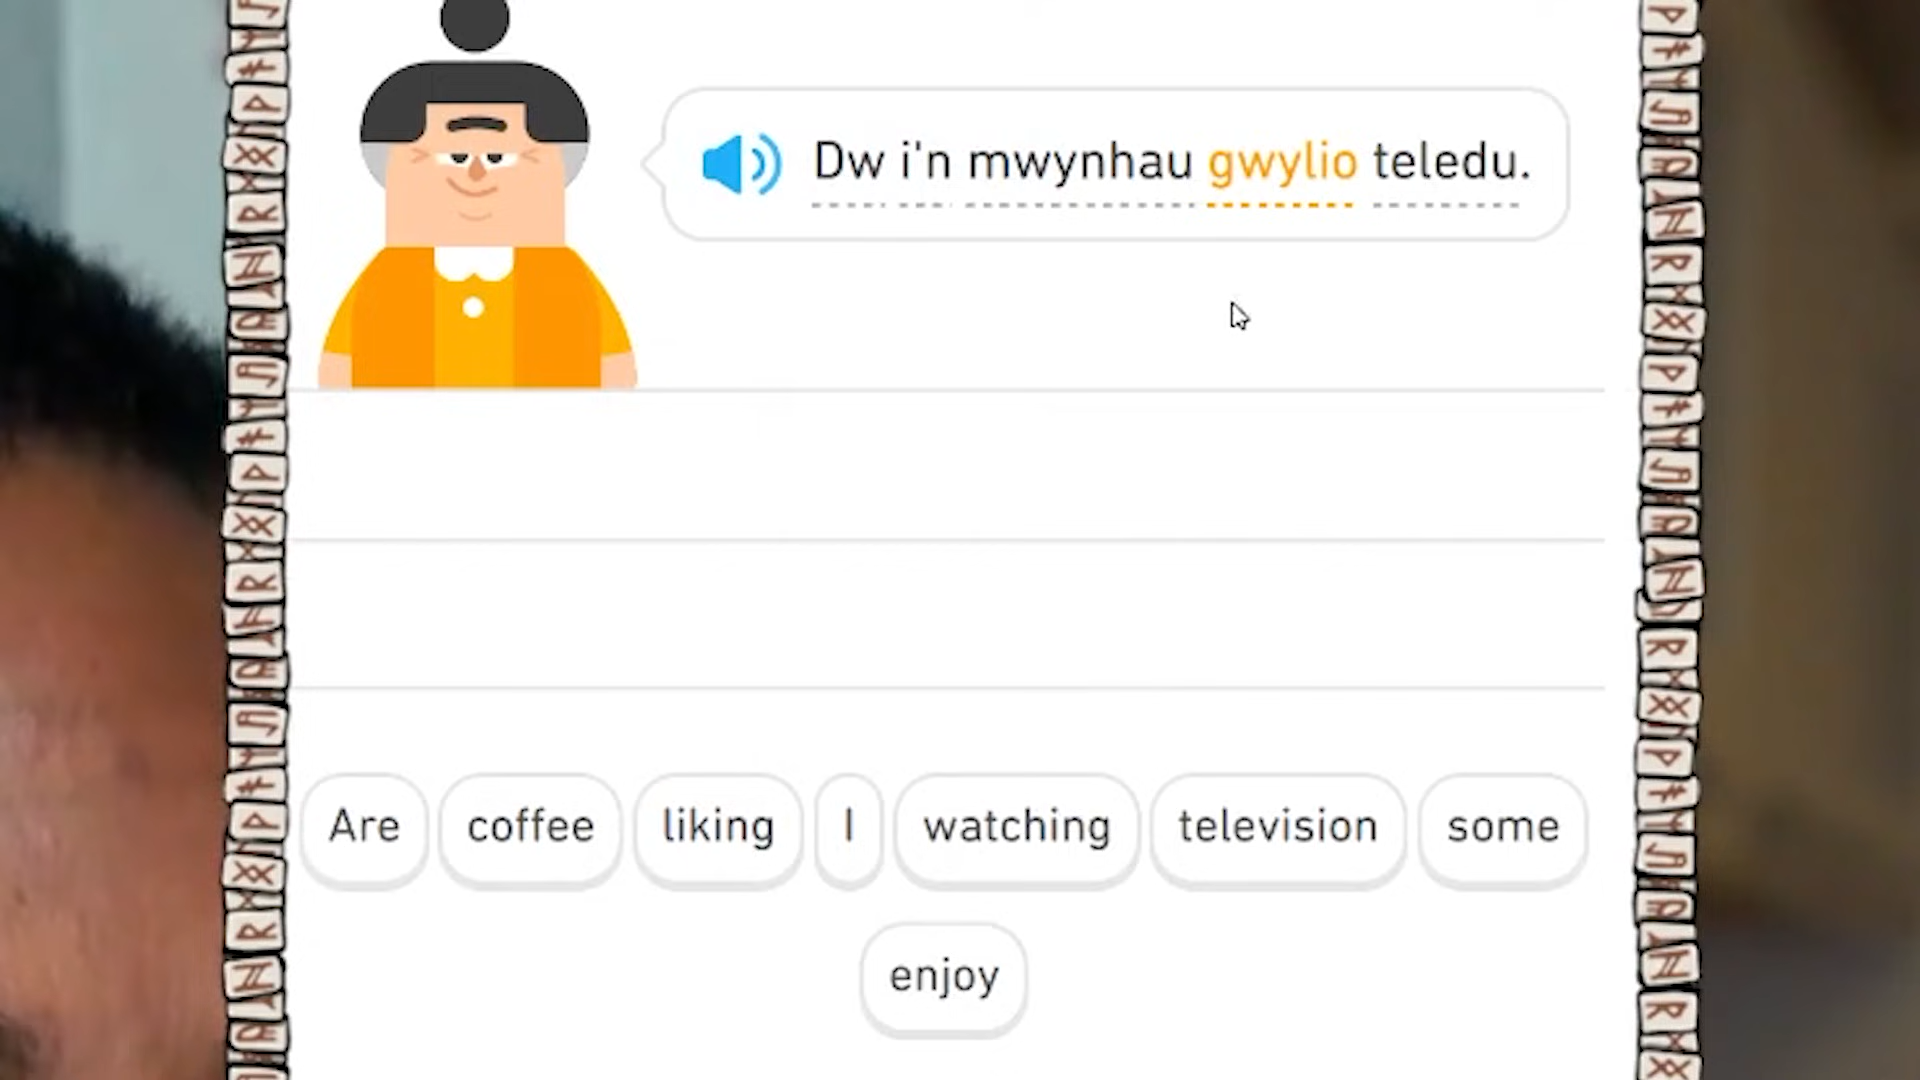 Dw i'n mwynhau gwylio teledu.
Are coffee liking I watching television some
enjoy